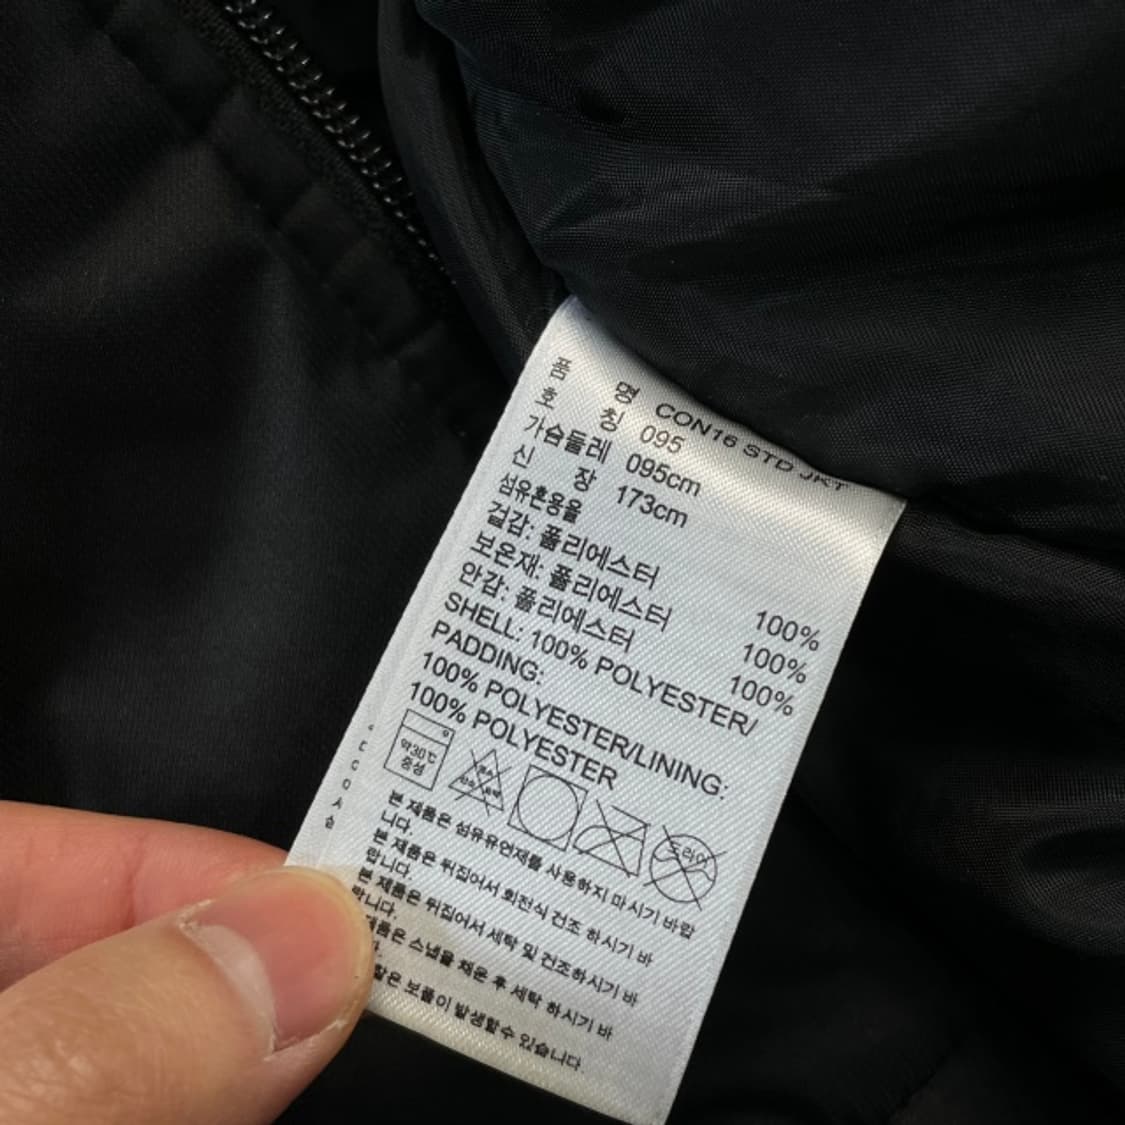 품 명 CON16 STD JKT
호 칭 095
가슴둘레 095cm
신 장 173cm
섬유혼용율
겉감: 폴리에스터 100%
보온재: 폴리에스터 100%
안감: 폴리에스터 100%
SHELL: 100% POLYESTER/
PADDING:
100% POLYESTER/LINING:
100% POLYESTER
약30℃
중성
드라이
본 제품은 섬유유연제를 사용하지 마시기 바랍
니다.
본 제품은 뒤집어서 회전식 건조 하시기 바
랍니다.
본 제품은 뒤집어서 세탁 및 건조하시기 바
랍니다.
제품은 스냅을 채운 후 세탁 하시기 바
보풀이 발생할수 있습니다